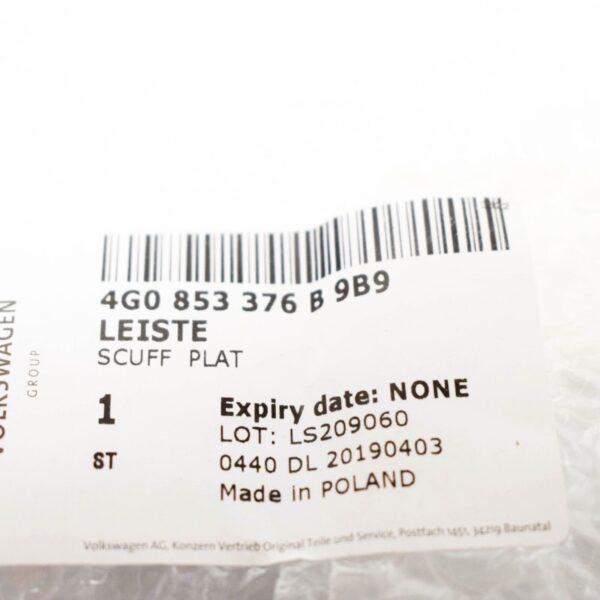 4G0 853 376 B 9B9
LEISTE
SCUFF PLAT
1
ST
Expiry date: NONE
LOT: LS209060
0440 DL 20190403
Made in POLAND
Volkswagen AG, Konzern Vertrieb Original Teile und Service, Postfach 1451, 34219 Baunatal
VOLKSWAGEN
GROUP